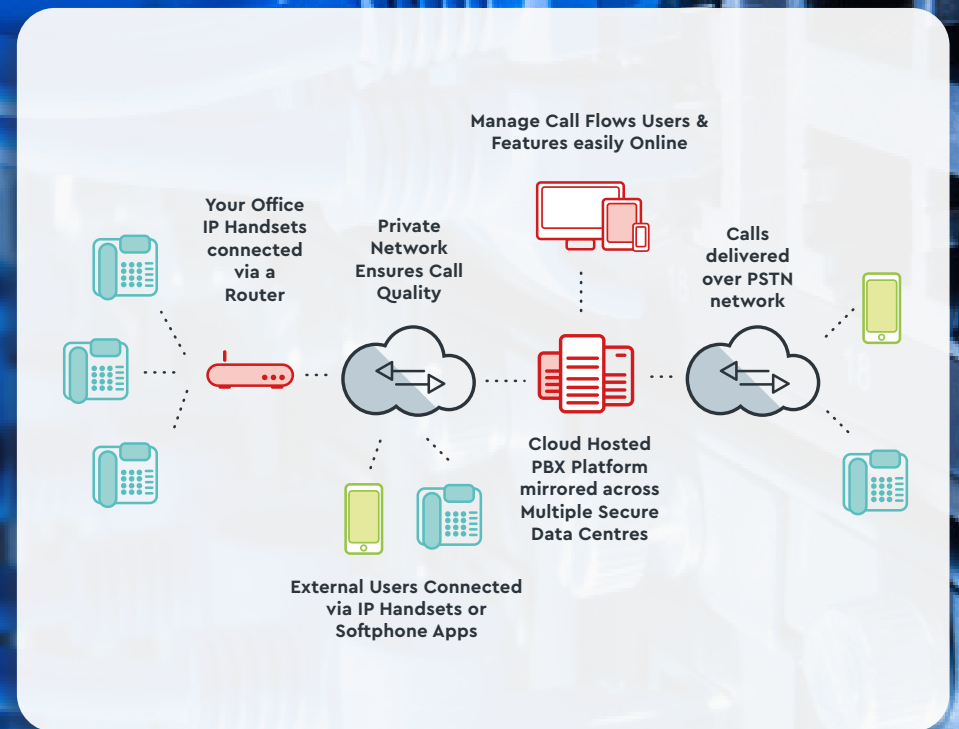 Manage Call Flows Users &
Features easily Online
Your Office
IP Handsets
connected
via a
Router
Private
Network
Ensures Call
Quality
Calls
delivered
over PSTN
network
Cloud Hosted
PBX Platform
mirrored across
Multiple Secure
Data Centres
External Users Connected
via IP Handsets or
Softphone Apps